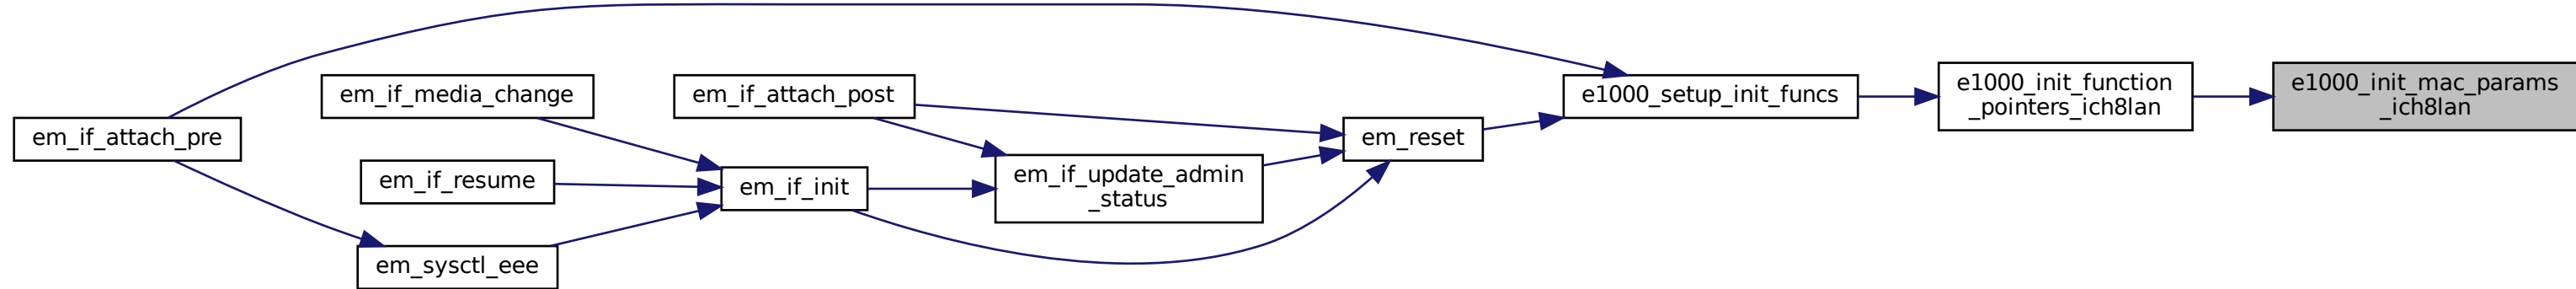 em_if_attach_pre
em_if_media_change
em_if_resume
em_sysctl_eee
em_if_attach_post
em_if_init
em_if_update_admin
_status
em_reset
e1000_setup_init_funcs
e1000_init_function
_pointers_ich8lan
e1000_init_mac_params
_ich8lan